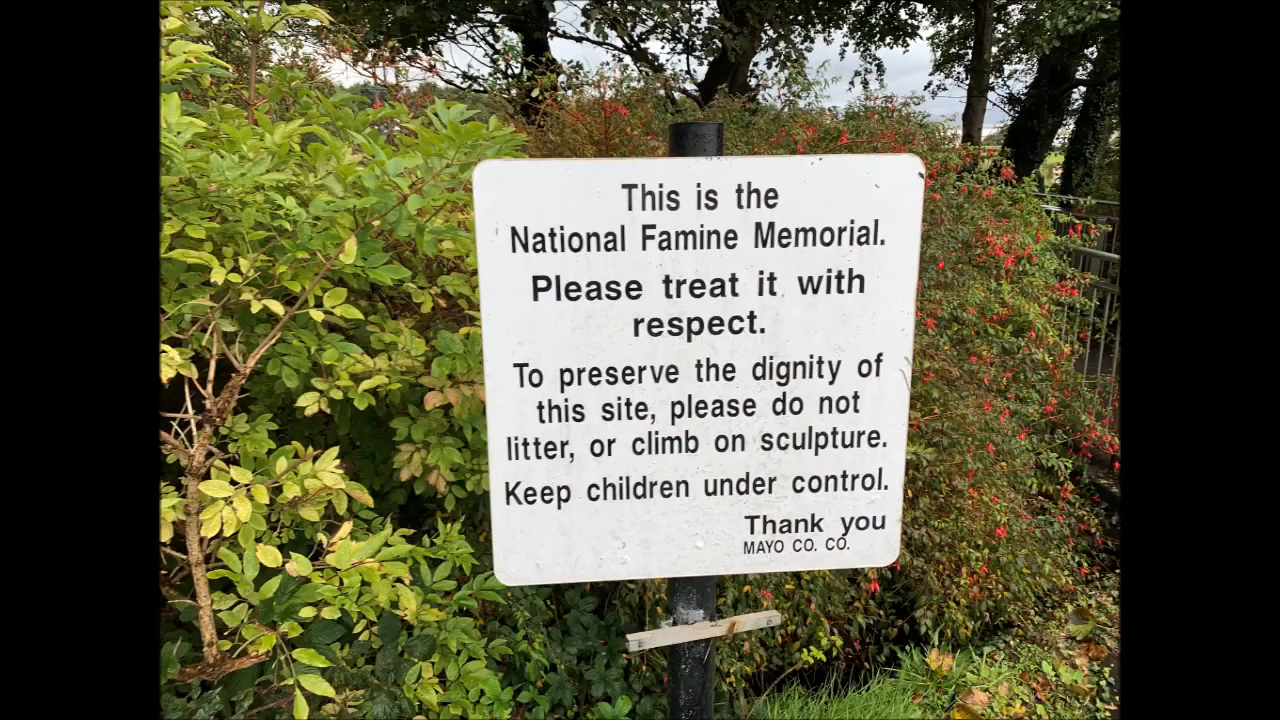 This is the
National Famine Memorial.
Please treat it with
respect.
To preserve the dignity of
this site, please do not
litter, or climb on sculpture.
Keep children under control.
Thank you
MAYO CO. CO.